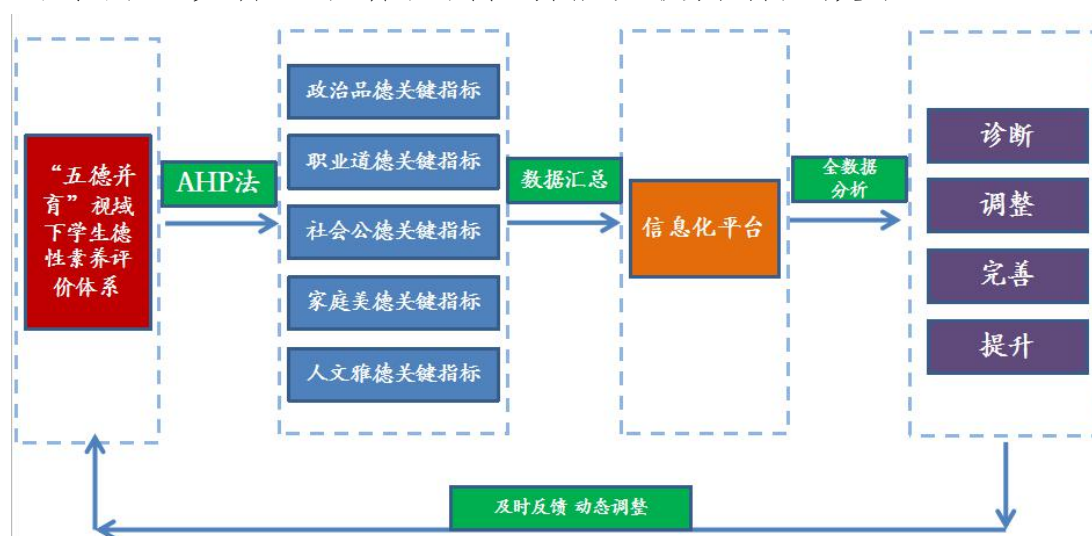 “五德并
育”视域
下学生德
性素养评
价体系
AHP法
政治品德关键指标
职业道德关键指标
社会公德关键指标
家庭美德关键指标
人文雅德关键指标
数据汇总
信息化平台
全数据
分析
诊断
调整
完善
提升
及时反馈 动态调整